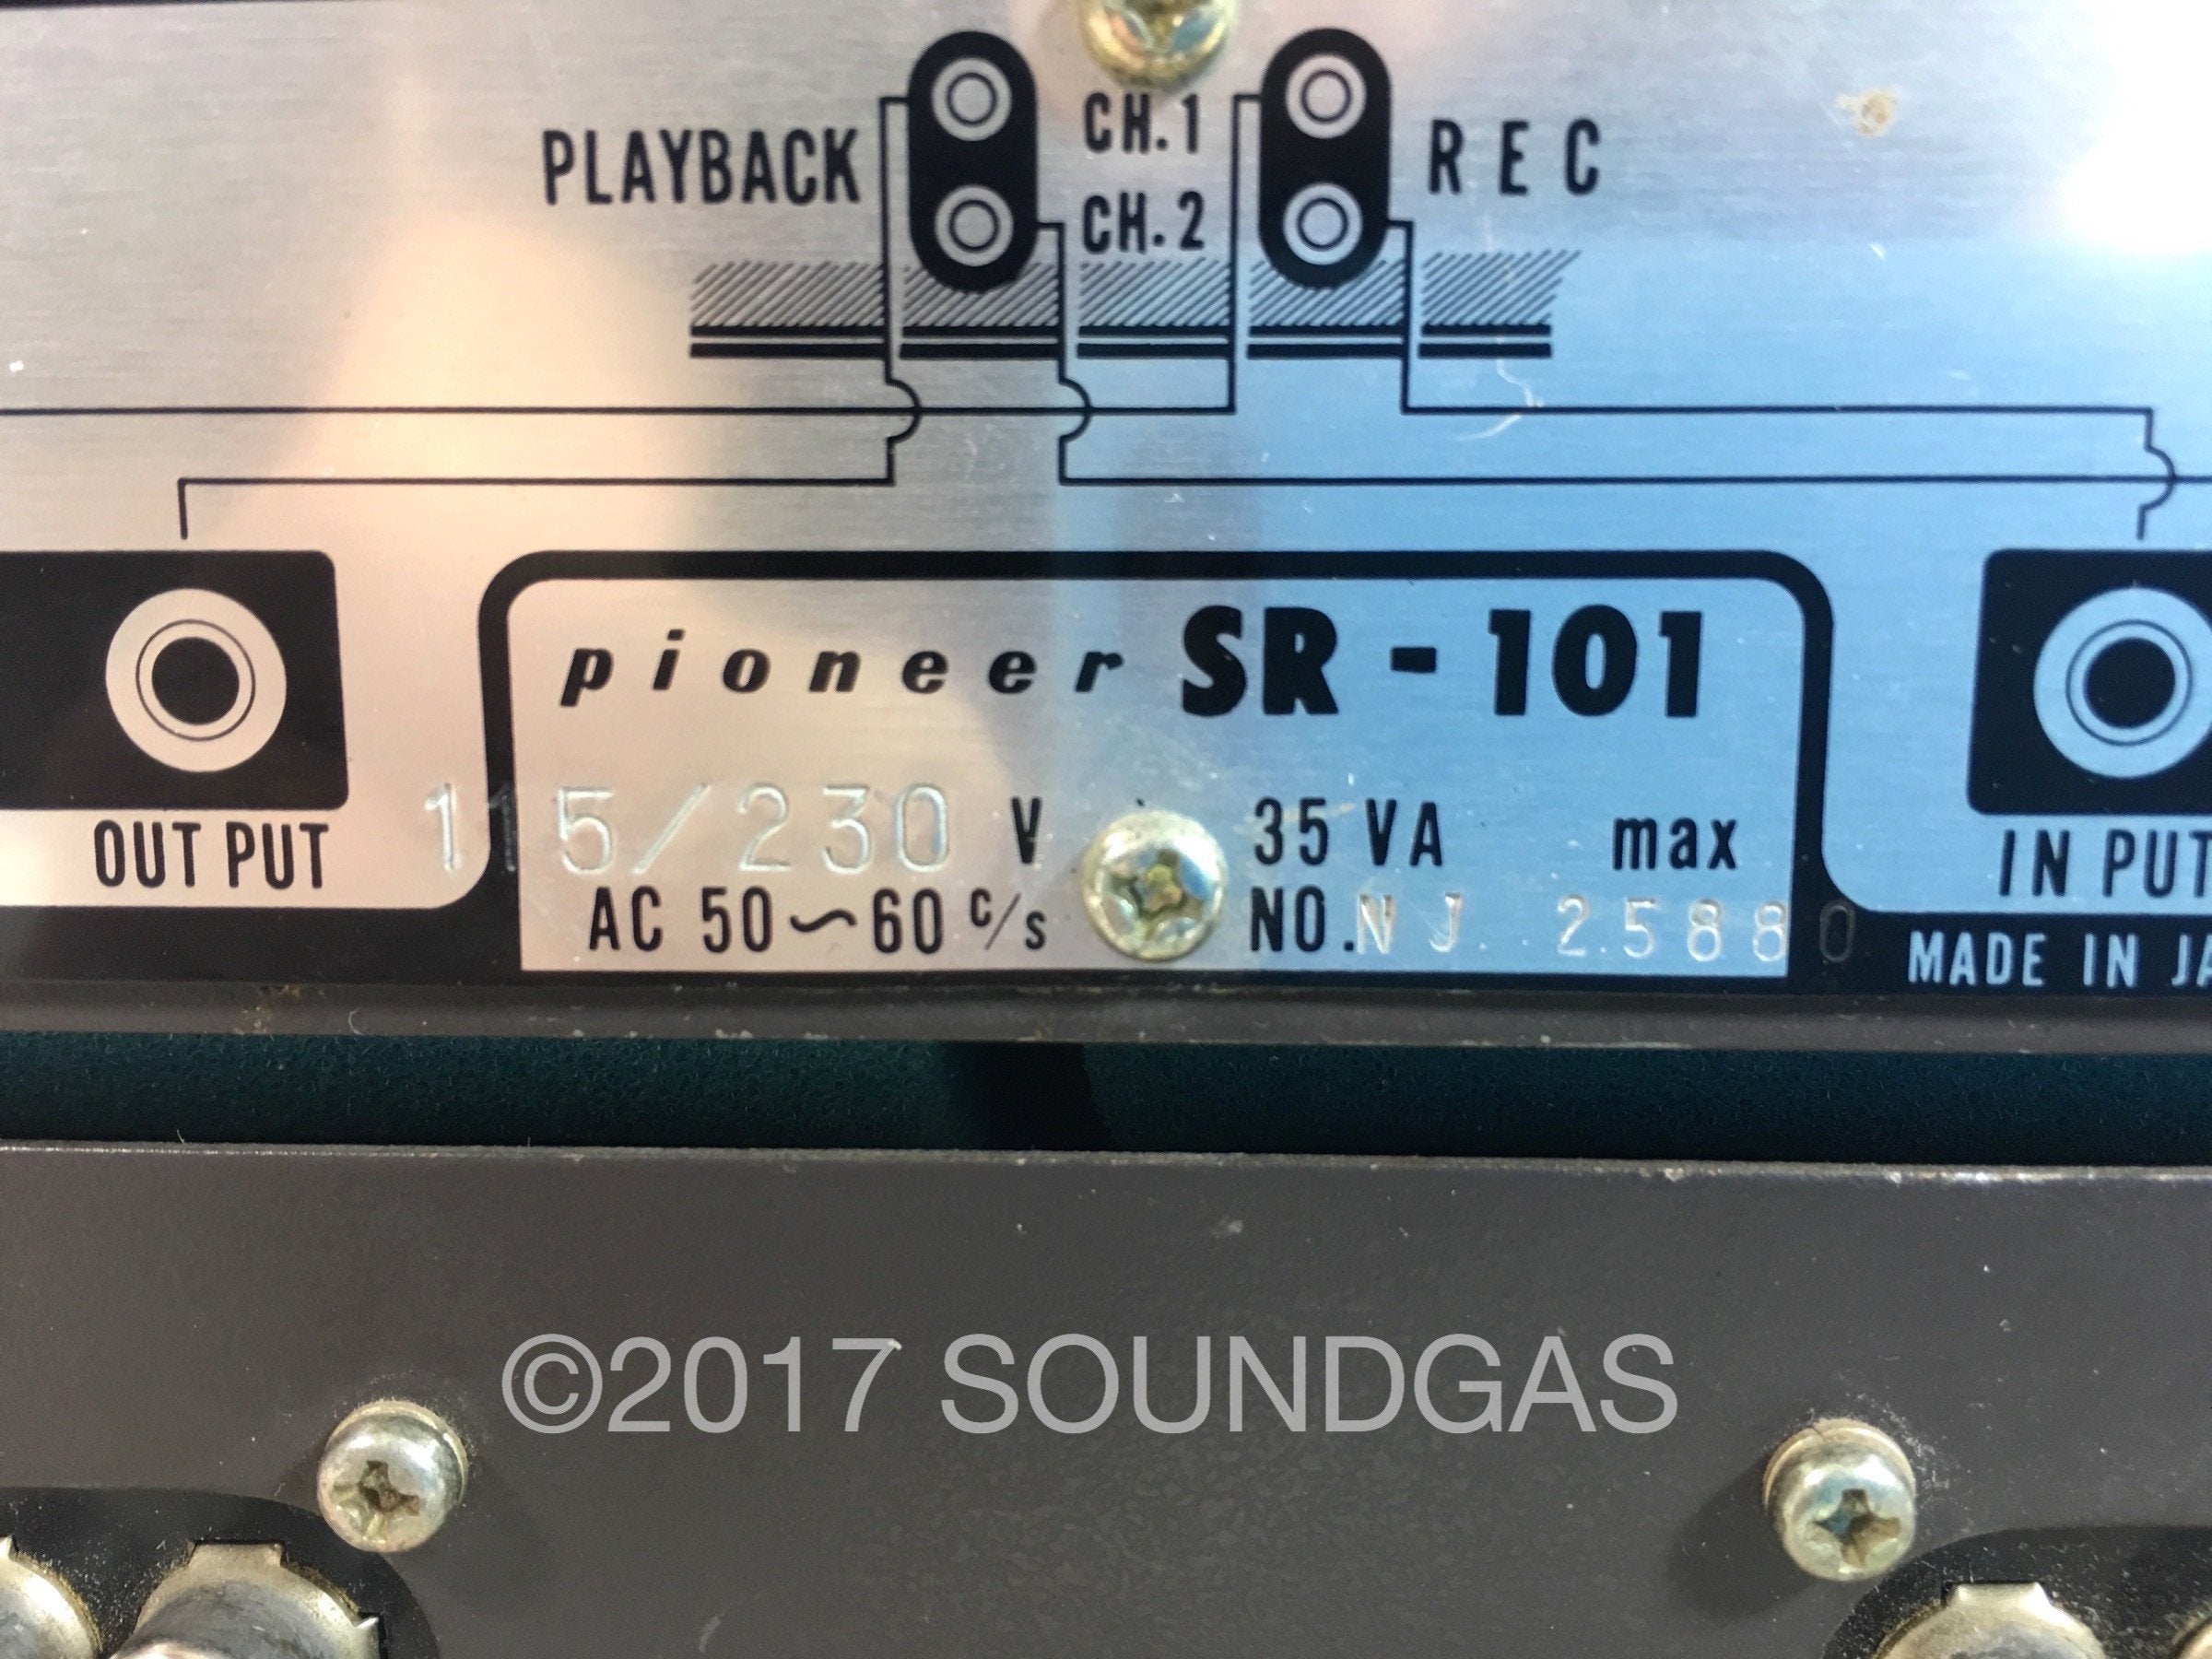 PLAYBACK CH.1 REC
CH.2
pioneer SR-101
115/230 V 35 VA max
AC 50~60 c/s NO. NJ 25880
OUT PUT
IN PUT
MADE IN JA
©2017 SOUNDGAS